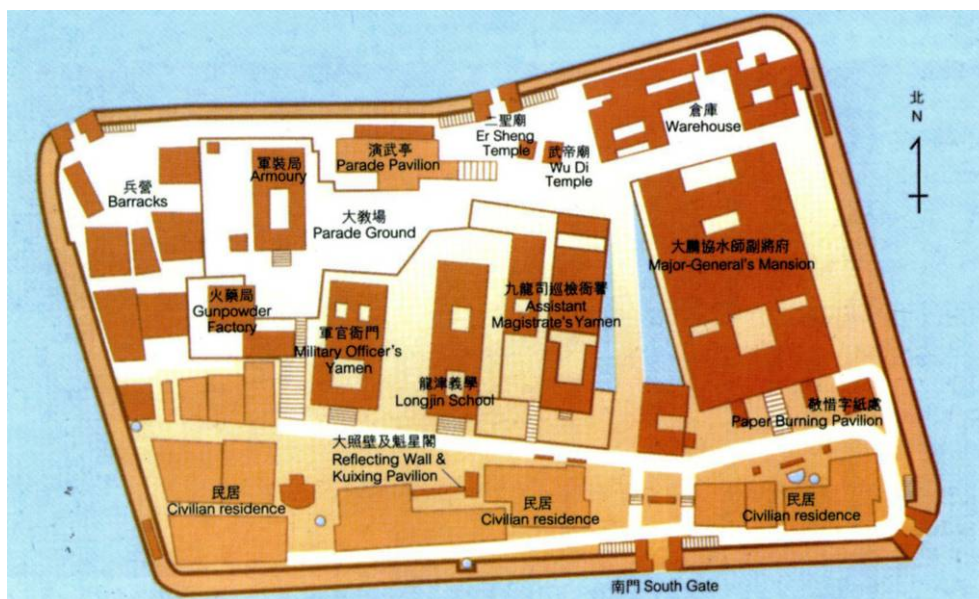 北
N
二聖廟
Er Sheng
Temple
倉庫
Warehouse
演武亭
Parade Pavilion
武帝廟
Wu Di
Temple
軍裝局
Armoury
兵營
Barracks
大教場
Parade Ground
大鵬協水師副將府
Major-General's Mansion
九龍司巡檢衙署
Assistant
Magistrate's Yamen
火藥局
Gunpowder
Factory
軍官衙門
Military Officer's
Yamen
龍津義學
Longjin School
敬惜字紙處
Paper Burning Pavilion
大照壁及魁星閣
Reflecting Wall &
Kuixing Pavilion
民居
Civilian residence
民居
Civilian residence
民居
Civilian residence
南門 South Gate